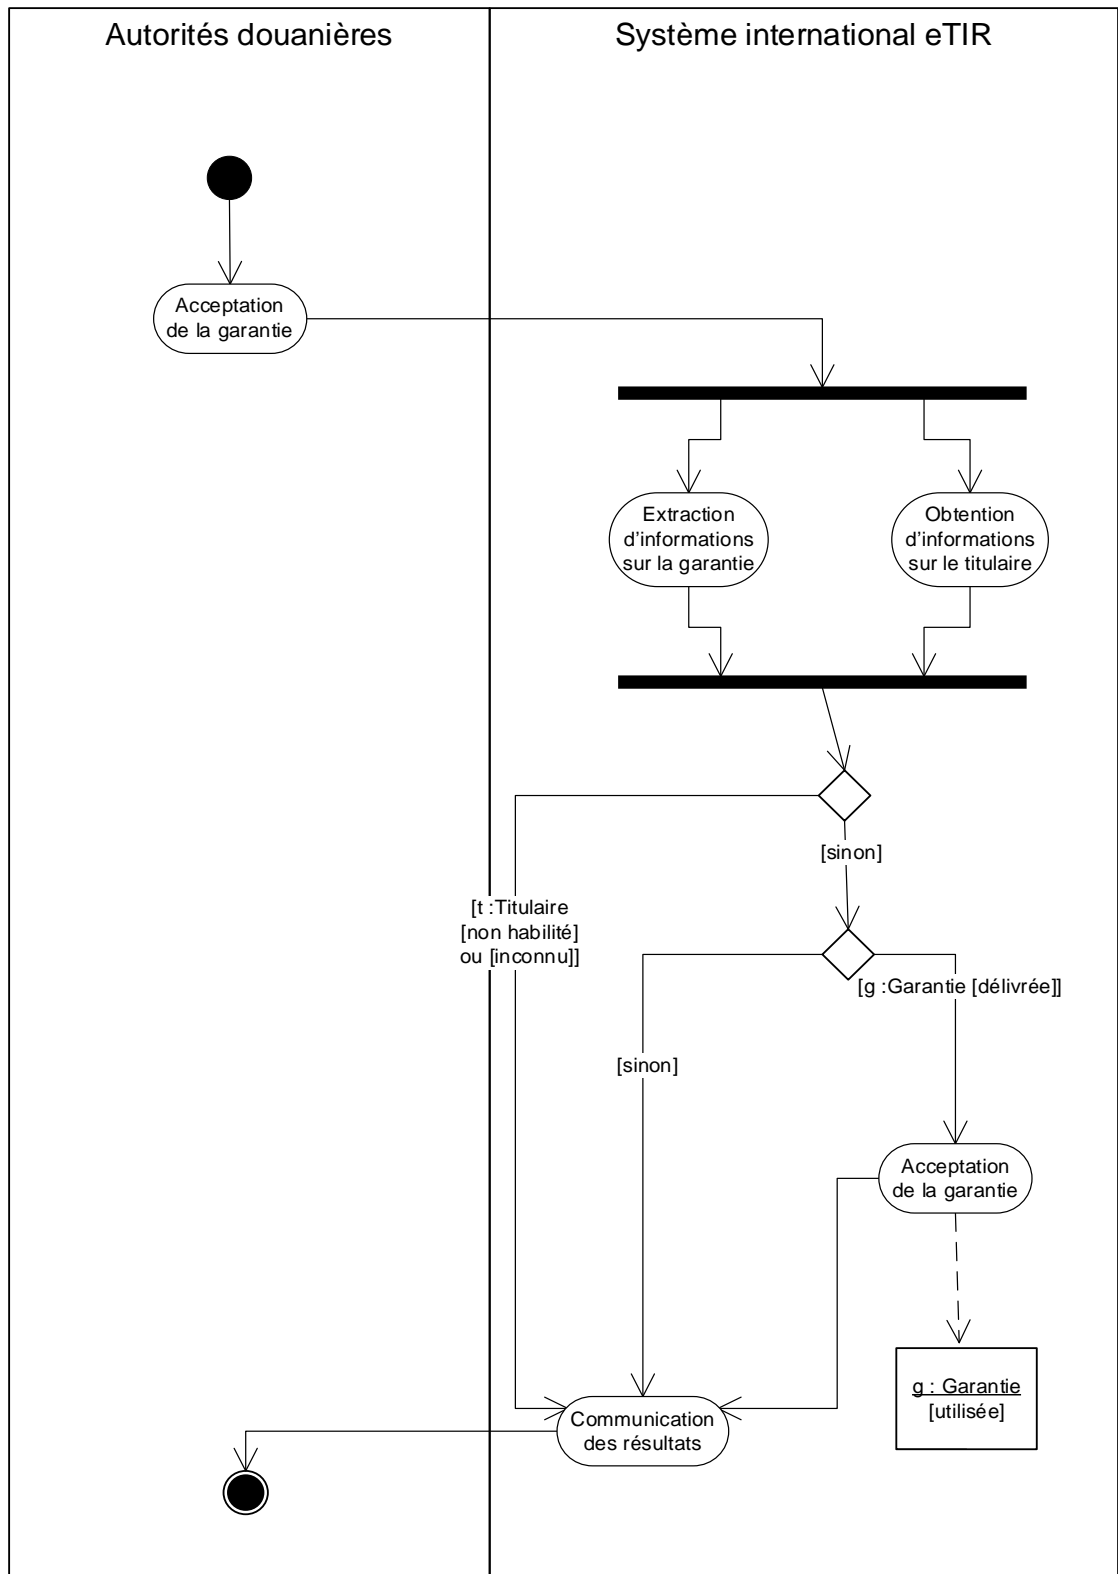 Autorités douanières
Système international eTIR
Acceptation
de la garantie
Extraction
d'informations
sur la garantie
Obtention
d'informations
sur le titulaire
[sinon]
[t :Titulaire
[non habilité]
ou [inconnu]]
[g :Garantie [délivrée]]
[sinon]
Acceptation
de la garantie
g : Garantie
[utilisée]
Communication
des résultats